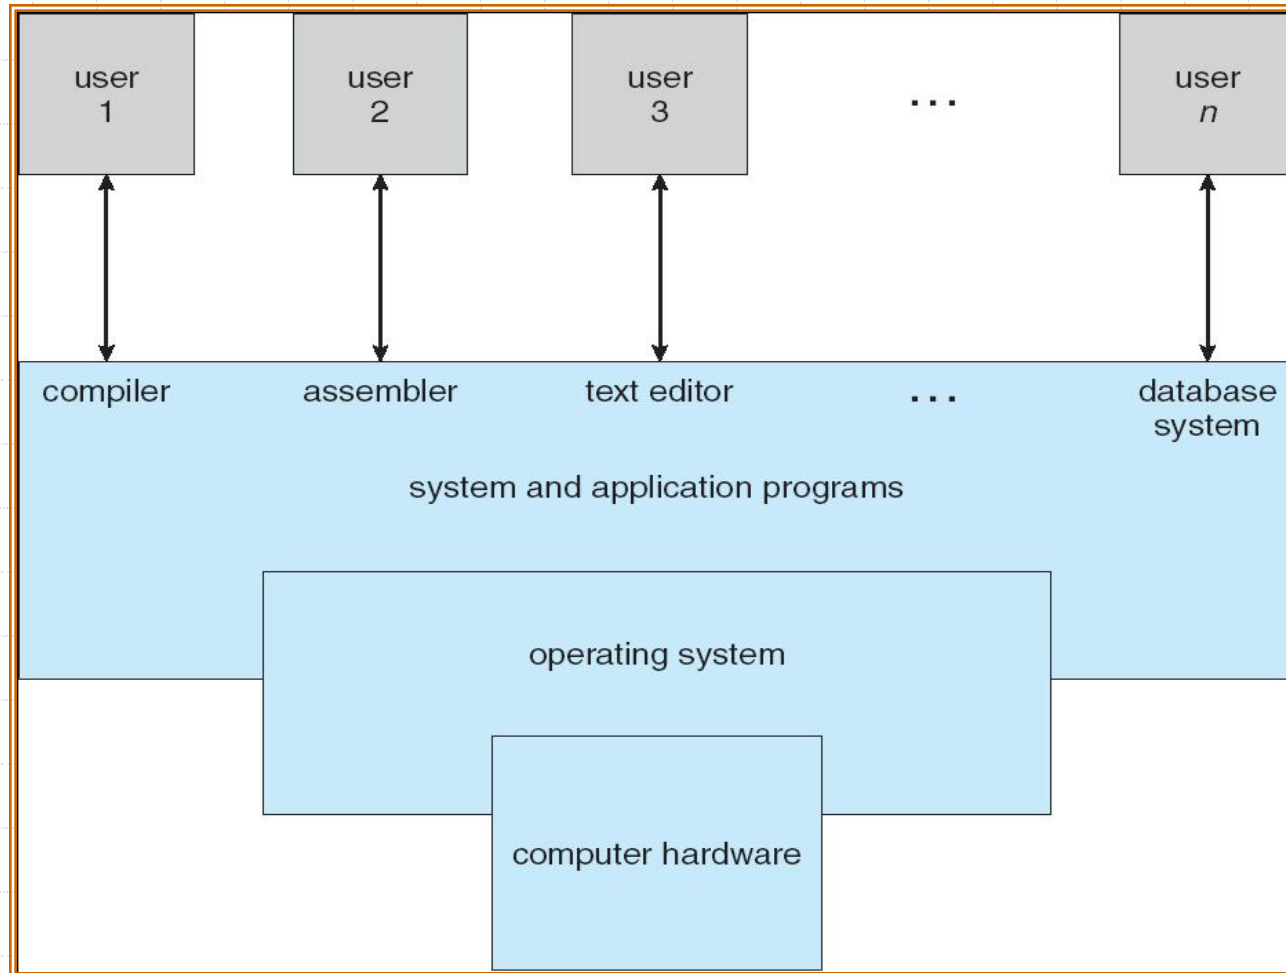 user
1
user
2
user
3
...
user
n
compiler
assembler
text editor
...
database
system
system and application programs
operating system
computer hardware